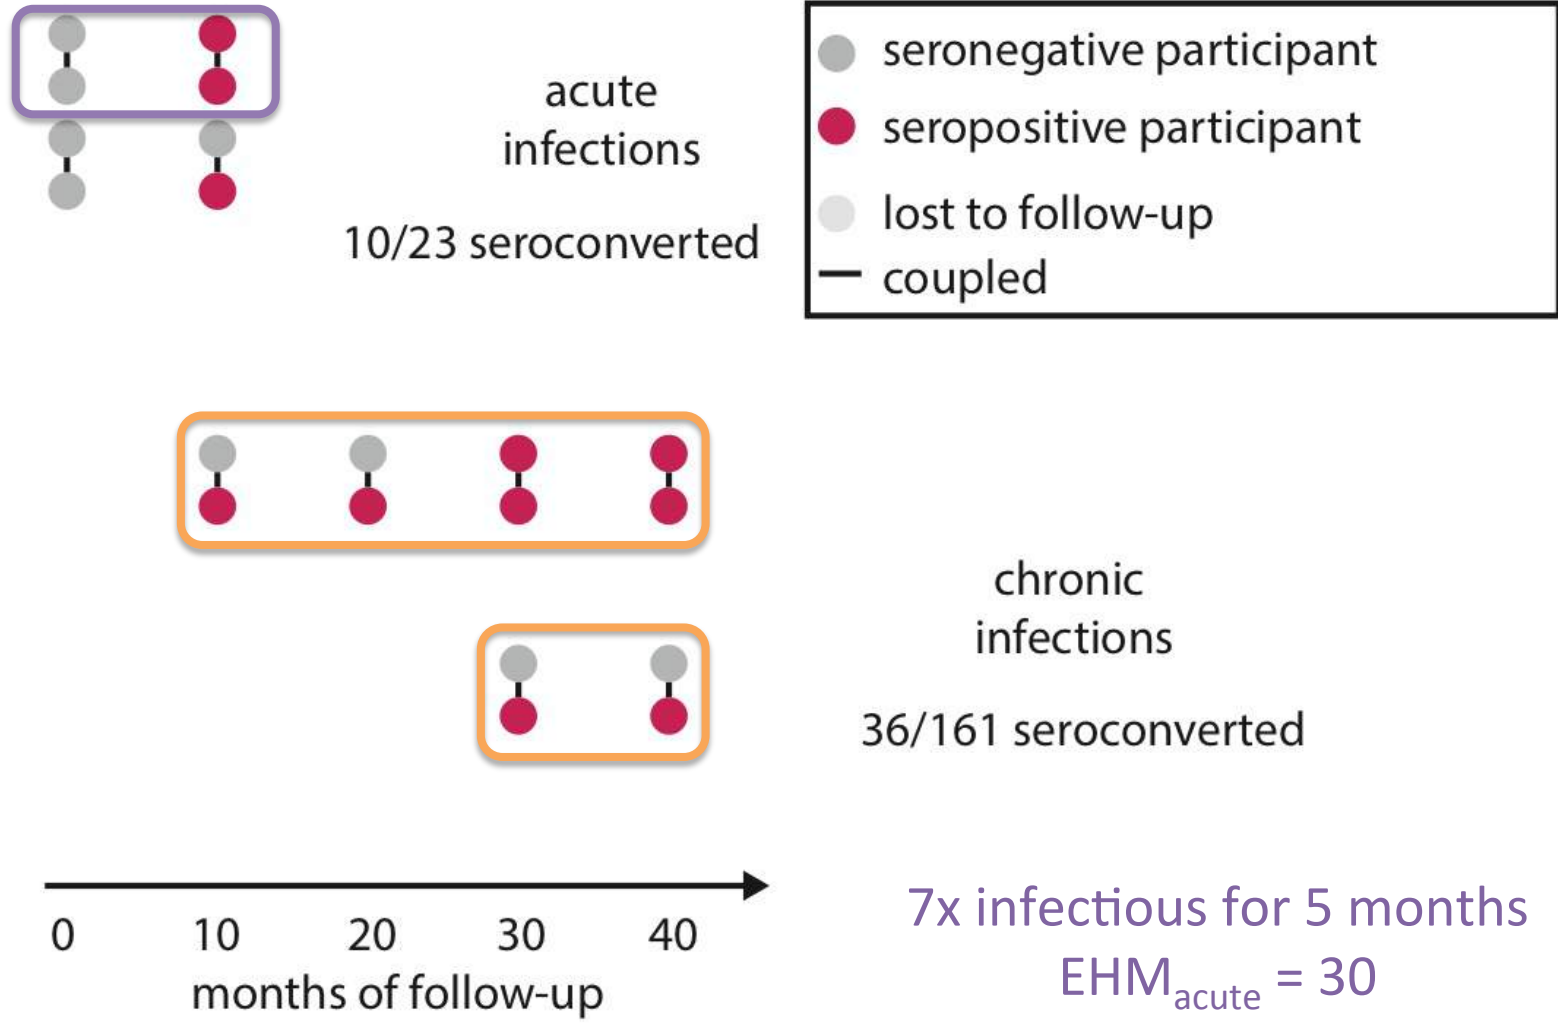 acute
infections
10/23 seroconverted
seronegative participant
seropositive participant
lost to follow-up
coupled
chronic
infections
36/161 seroconverted
0 10 20 30 40
months of follow-up
7x infectious for 5 months
EHMacute = 30